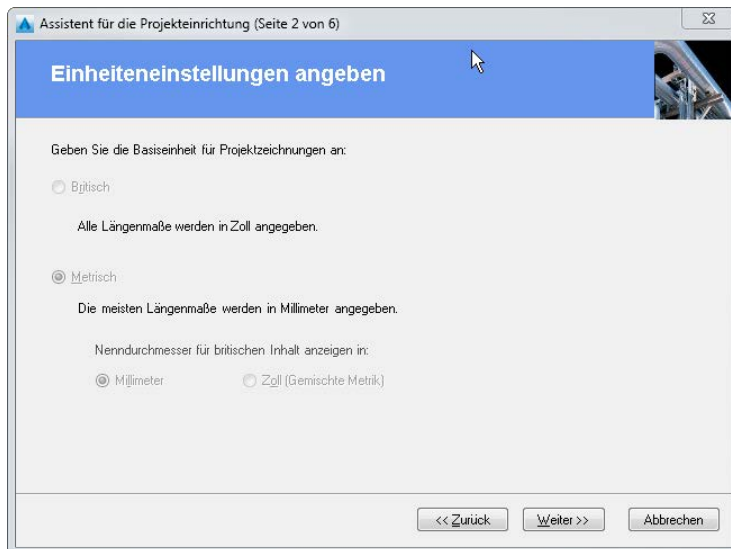 Assistent für die Projekteinrichtung (Seite 2 von 6)
Einheiteneinstellungen angeben
Geben Sie die Basiseinheit für Projektzeichnungen an:
Britisch
Alle Längenmaße werden in Zoll angegeben.
Metrisch
Die meisten Längenmaße werden in Millimeter angegeben.
Nenndurchmesser für britischen Inhalt anzeigen in:
Millimeter Zoll (Gemischte Metrik)
<< Zurück Weiter >> Abbrechen